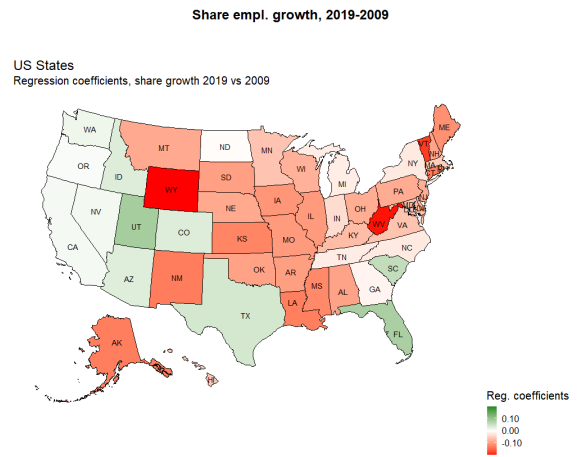 Share empl. growth, 2019-2009
US States
Regression coefficients, share growth 2019 vs 2009
WA
MT
ND
MN
ME
VT
NH
OR
ID
SD
WI
NY
MA
WY
MI
IA
NE
PA
NV
UT
CO
IL
IN
OH
NJ
WV
VA
KS
MO
KY
CA
AZ
NM
OK
AR
TN
NC
SC
MS
AL
GA
TX
LA
FL
AK
HI
Reg. coefficients
0.10
0.00
-0.10